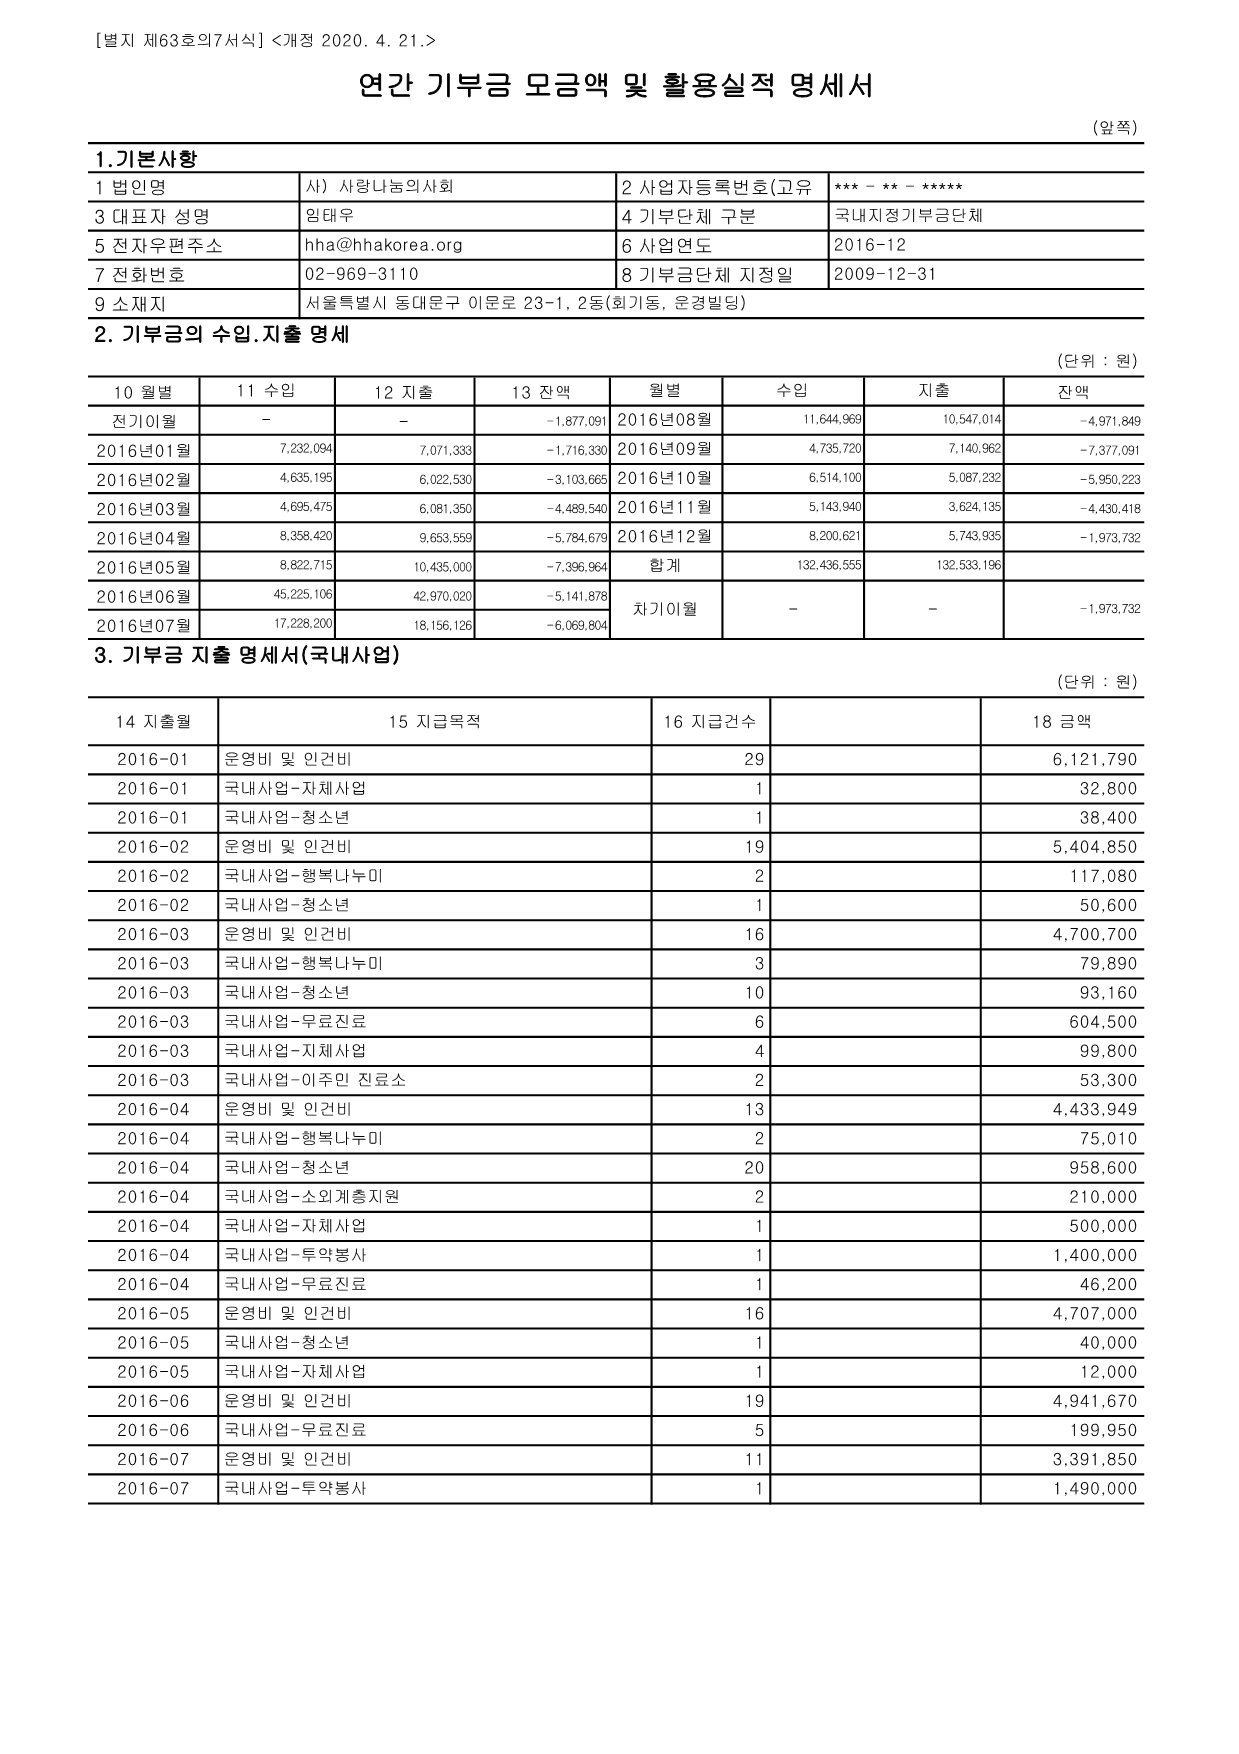 [별지 제63호의7서식] <개정 2020. 4. 21.>
연간 기부금 모금액 및 활용실적 명세서
(앞쪽)
1.기본사항
1 법인명 사) 사랑나눔의사회 2 사업자등록번호(고유 *** - ** - *****
3 대표자 성명 임태우 4 기부단체 구분 국내지정기부금단체
5 전자우편주소 hha@hhakorea.org 6 사업연도 2016-12
7 전화번호 02-969-3110 8 기부금단체 지정일 2009-12-31
9 소재지 서울특별시 동대문구 이문로 23-1, 2동(회기동, 운경빌딩)
2. 기부금의 수입.지출 명세
(단위 : 원)
10 월별 11 수입 12 지출 13 잔액 월별 수입 지출 잔액
전기이월 - - -1,877,091 2016년08월 11,644,969 10,547,014 -4,971,849
2016년01월 7,232,094 7,071,333 -1,716,330 2016년09월 4,735,720 7,140,962 -7,377,091
2016년02월 4,635,195 6,022,530 -3,103,665 2016년10월 6,514,100 5,087,232 -5,950,223
2016년03월 4,695,475 6,081,350 -4,489,540 2016년11월 5,143,940 3,624,135 -4,430,418
2016년04월 8,358,420 9,653,559 -5,784,679 2016년12월 8,200,621 5,743,935 -1,973,732
2016년05월 8,822,715 10,435,000 -7,396,964 합계 132,436,555 132,533,196
2016년06월 45,225,106 42,970,020 -5,141,878 차기이월 - - -1,973,732
2016년07월 17,228,200 18,156,126 -6,069,804
3. 기부금 지출 명세서(국내사업)
(단위 : 원)
14 지출월 15 지급목적 16 지급건수 18 금액
2016-01 운영비 및 인건비 29 6,121,790
2016-01 국내사업-자체사업 1 32,800
2016-01 국내사업-청소년 1 38,400
2016-02 운영비 및 인건비 19 5,404,850
2016-02 국내사업-행복나누미 2 117,080
2016-02 국내사업-청소년 1 50,600
2016-03 운영비 및 인건비 16 4,700,700
2016-03 국내사업-행복나누미 3 79,890
2016-03 국내사업-청소년 10 93,160
2016-03 국내사업-무료진료 6 604,500
2016-03 국내사업-지체사업 4 99,800
2016-03 국내사업-이주민 진료소 2 53,300
2016-04 운영비 및 인건비 13 4,433,949
2016-04 국내사업-행복나누미 2 75,010
2016-04 국내사업-청소년 20 958,600
2016-04 국내사업-소외계층지원 2 210,000
2016-04 국내사업-자체사업 1 500,000
2016-04 국내사업-투약봉사 1 1,400,000
2016-04 국내사업-무료진료 1 46,200
2016-05 운영비 및 인건비 16 4,707,000
2016-05 국내사업-청소년 1 40,000
2016-05 국내사업-자체사업 1 12,000
2016-06 운영비 및 인건비 19 4,941,670
2016-06 국내사업-무료진료 5 199,950
2016-07 운영비 및 인건비 11 3,391,850
2016-07 국내사업-투약봉사 1 1,490,000